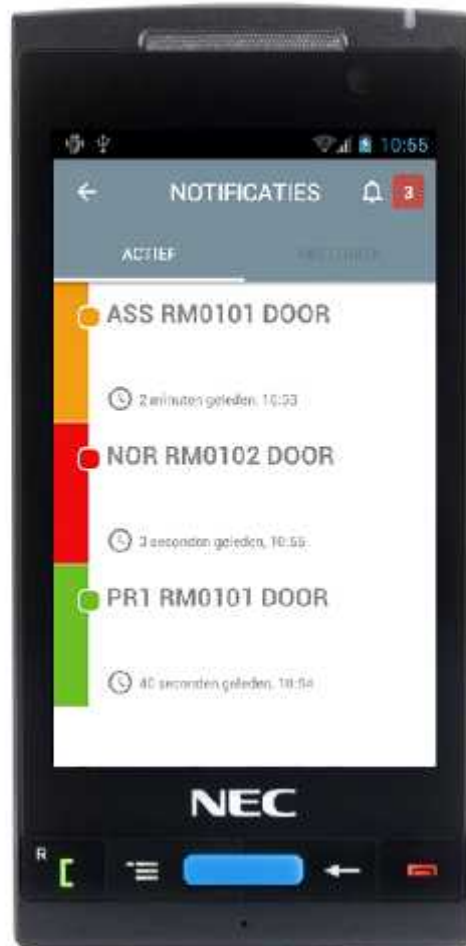 10:55
NOTIFICATIES 3
ACTIEF
ASS RM0101 DOOR
2 minuten geleden, 10:53
NOR RM0102 DOOR
3 seconden geleden, 10:55
PR1 RM0101 DOOR
40 seconden geleden, 10:54
NEC
R